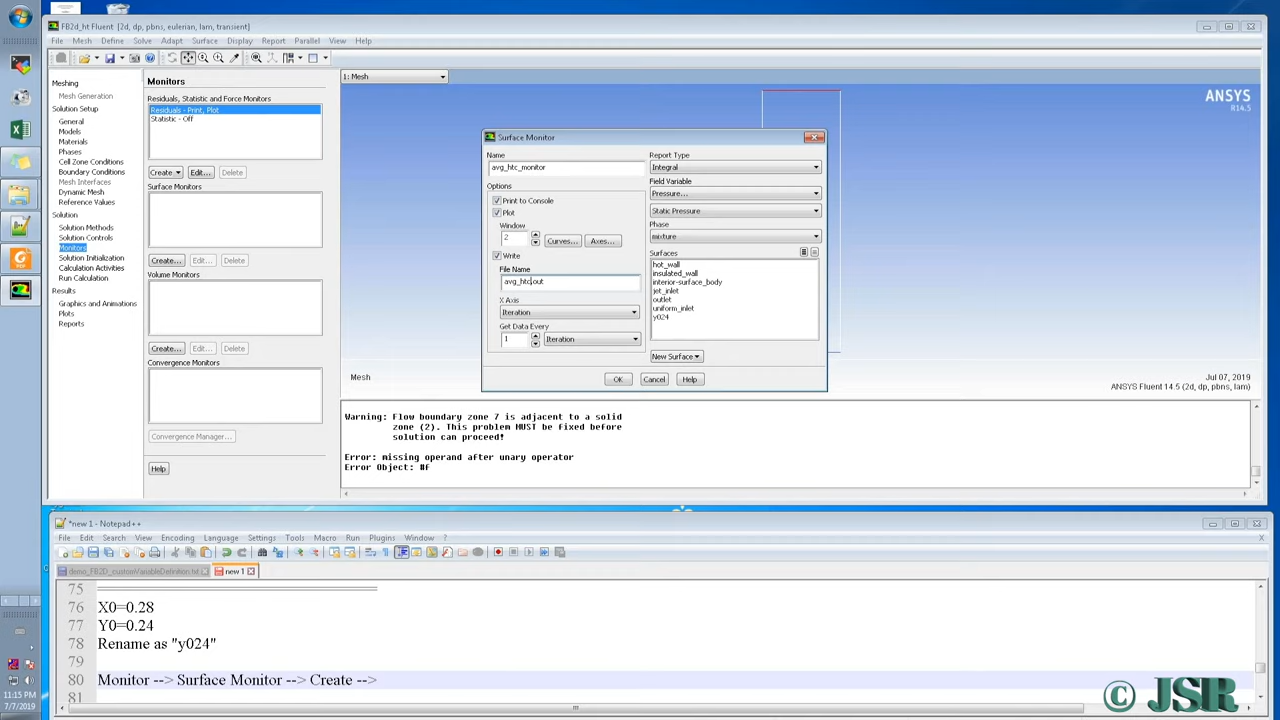 FB2d_ht Fluent [2d, dp, pbns, eulerian, lam, transient]
File Mesh Define Solve Adapt Surface Display Report Parallel View Help
Meshing
Mesh Generation
Solution Setup
General
Models
Materials
Phases
Cell Zone Conditions
Boundary Conditions
Mesh Interfaces
Dynamic Mesh
Reference Values
Solution
Solution Methods
Solution Controls
Monitors
Solution Initialization
Calculation Activities
Run Calculation
Results
Graphics and Animations
Plots
Reports
Monitors
Residuals, Statistic and Force Monitors
Residuals - Print, Plot
Statistic - Off
Create Edit... Delete
Surface Monitors
Create... Edit... Delete
Volume Monitors
Create... Edit... Delete
Convergence Monitors
Convergence Manager...
Help
1: Mesh
ANSYS
R14.5
Surface Monitor
Name
avg_htc_monitor
Options
Print to Console
Plot
Window
2
Curves... Axes...
Write
File Name
avg_htc.out
X Axis
Iteration
Get Data Every
1 Iteration
Report Type
Integral
Field Variable
Pressure...
Static Pressure
Phase
mixture
Surfaces
hot_wall
insulated_wall
interior-surface_body
jet_inlet
outlet
uniform_inlet
y024
New Surface
OK Cancel Help
Mesh
Jul 07, 2019
ANSYS Fluent 14.5 (2d, dp, pbns, lam)
Warning: Flow boundary zone 7 is adjacent to a solid
zone (2). This problem MUST be fixed before
solution can proceed!
Error: missing operand after unary operator
Error Object: #f
*new 1 - Notepad++
File Edit Search View Encoding Language Settings Tools Macro Run Plugins Window ?
demo_FB2D_customVariableDefinition.txt new 1
75 ==============================
76 X0=0.28
77 Y0=0.24
78 Rename as "y024"
79
80 Monitor --> Surface Monitor --> Create -->
81
11:15 PM
7/7/2019
© JSR